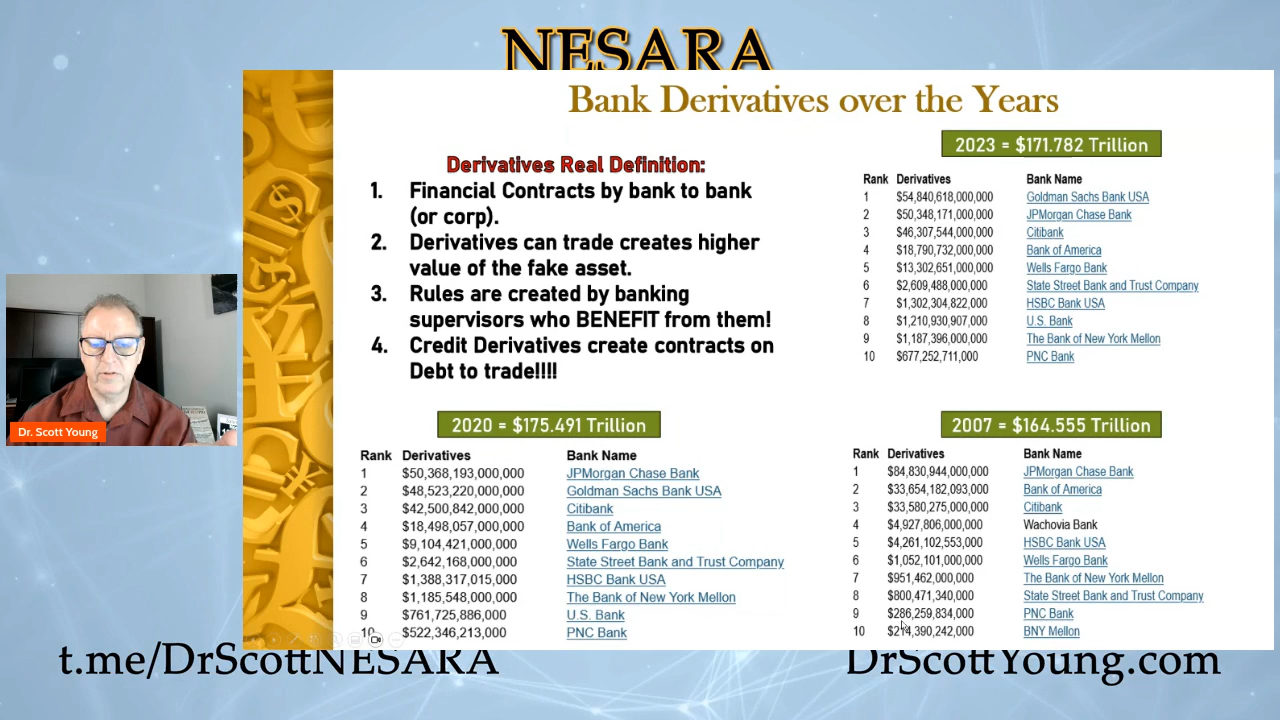 NESARA
Bank Derivatives over the Years
Derivatives Real Definition:
1. Financial Contracts by bank to bank
(or corp).
2. Derivatives can trade creates higher
value of the fake asset.
3. Rules are created by banking
supervisors who BENEFIT from them!
4. Credit Derivatives create contracts on
Debt to trade!!!!
2023 = $171.782 Trillion
Rank Derivatives Bank Name
1 $54,840,618,000,000 Goldman Sachs Bank USA
2 $50,348,171,000,000 JPMorgan Chase Bank
3 $46,307,544,000,000 Citibank
4 $18,790,732,000,000 Bank of America
5 $13,302,651,000,000 Wells Fargo Bank
6 $2,609,488,000,000 State Street Bank and Trust Company
7 $1,302,304,822,000 HSBC Bank USA
8 $1,210,930,907,000 U.S. Bank
9 $1,187,396,000,000 The Bank of New York Mellon
10 $677,252,711,000 PNC Bank
2020 = $175.491 Trillion
Rank Derivatives Bank Name
1 $50,368,193,000,000 JPMorgan Chase Bank
2 $48,523,220,000,000 Goldman Sachs Bank USA
3 $42,500,842,000,000 Citibank
4 $18,498,057,000,000 Bank of America
5 $9,104,421,000,000 Wells Fargo Bank
6 $2,642,168,000,000 State Street Bank and Trust Company
7 $1,388,317,015,000 HSBC Bank USA
8 $1,185,548,000,000 The Bank of New York Mellon
9 $761,725,886,000 U.S. Bank
10 $522,346,213,000 PNC Bank
2007 = $164.555 Trillion
Rank Derivatives Bank Name
1 $84,830,944,000,000 JPMorgan Chase Bank
2 $33,654,182,093,000 Bank of America
3 $33,580,275,000,000 Citibank
4 $4,927,806,000,000 Wachovia Bank
5 $4,261,102,553,000 HSBC Bank USA
6 $1,052,101,000,000 Wells Fargo Bank
7 $951,462,000,000 The Bank of New York Mellon
8 $800,471,340,000 State Street Bank and Trust Company
9 $286,259,834,000 PNC Bank
10 $214,390,242,000 BNY Mellon
Dr. Scott Young
t.me/DrScottNESARA
DrScottYoung.com